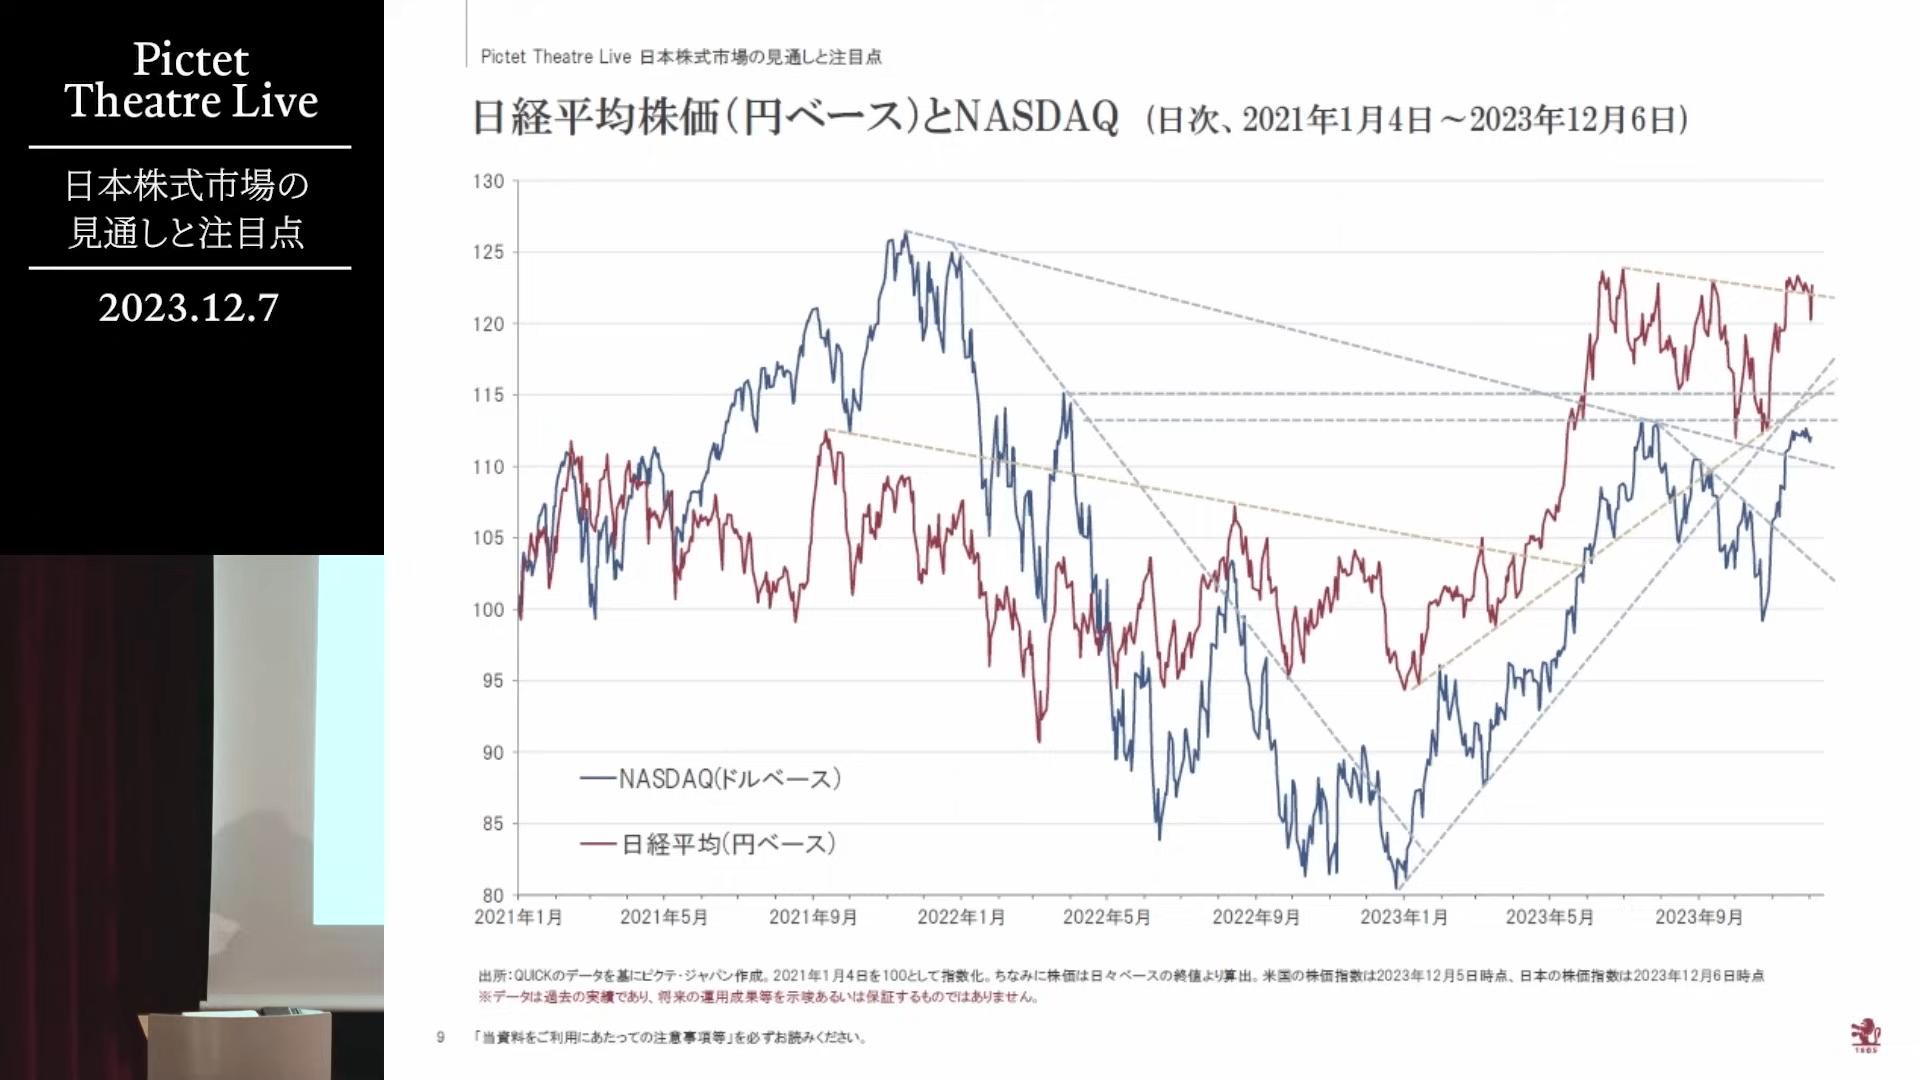 Pictet
Theatre Live
日本株式市場の
見通しと注目点
2023.12.7
Pictet Theatre Live 日本株式市場の見通しと注目点
日経平均株価(円ベース)とNASDAQ (日次、2021年1月4日～2023年12月6日)
130
125
120
115
110
105
100
95
90
85
80
NASDAQ(ドルベース)
日経平均(円ベース)
2021年1月 2021年5月 2021年9月 2022年1月 2022年5月 2022年9月 2023年1月 2023年5月 2023年9月
出所：QUICKのデータを基にピクテ・ジャパン作成。2021年1月4日を100として指数化。ちなみに株価は日々ベースの終値より算出。米国の株価指数は2023年12月5日時点、日本の株価指数は2023年12月6日時点
※データは過去の実績であり、将来の運用成果等を示唆あるいは保証するものではありません。
9 「当資料をご利用にあたっての注意事項等」を必ずお読みください。
1805